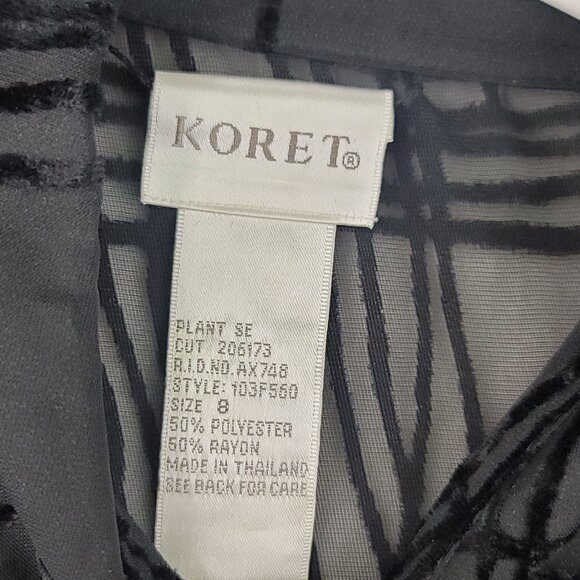 KORET®
PLANT SE
CUT 206173
R.I.D.NO.AX748
STYLE: 103F560
SIZE 8
50% POLYESTER
50% RAYON
MADE IN THAILAND
SEE BACK FOR CARE